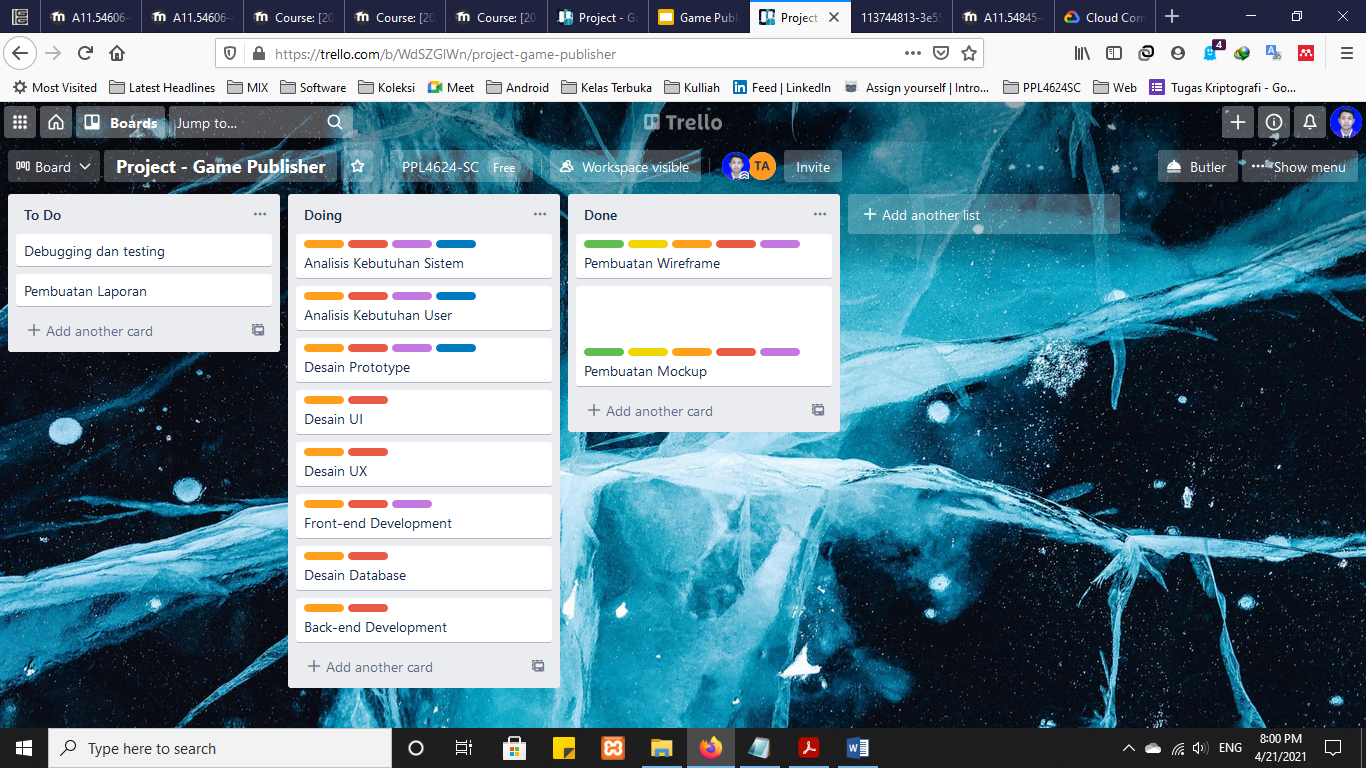 A11.54606-
A11.54606-
Course: [20
Course: [20
Course: [20
Project - Ga
Game Publ
Project
113744813-3e55
A11.54845-
Cloud Com
https://trello.com/b/WdSZGlWn/project-game-publisher
4
Most Visited
Latest Headlines
MIX
Software
Koleksi
Meet
Android
Kelas Terbuka
Kulliah
Feed | LinkedIn
Assign yourself | Intro...
PPL4624SC
Web
Tugas Kriptografi - Go...
Boards
Jump to...
Trello
Board
Project - Game Publisher
PPL4624-SC Free
Workspace visible
TA
Invite
Butler
Show menu
To Do
Debugging dan testing
Pembuatan Laporan
Add another card
Doing
Analisis Kebutuhan Sistem
Analisis Kebutuhan User
Desain Prototype
Desain UI
Desain UX
Front-end Development
Desain Database
Back-end Development
Add another card
Done
Pembuatan Wireframe
Pembuatan Mockup
Add another card
Add another list
Type here to search
ENG
8:00 PM
4/21/2021